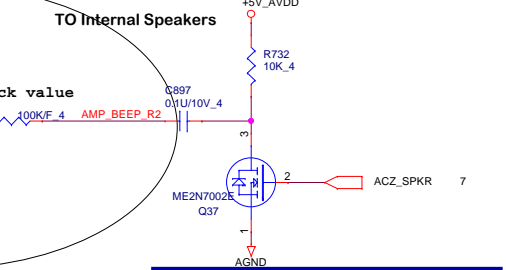 +5V_AVDD
TO Internal Speakers
R732
10K_4
ck value
C897
0.1U/10V_4
100K/F_4
AMP_BEEP_R2
3
2
ACZ_SPKR
7
ME2N7002E
Q37
1
AGND